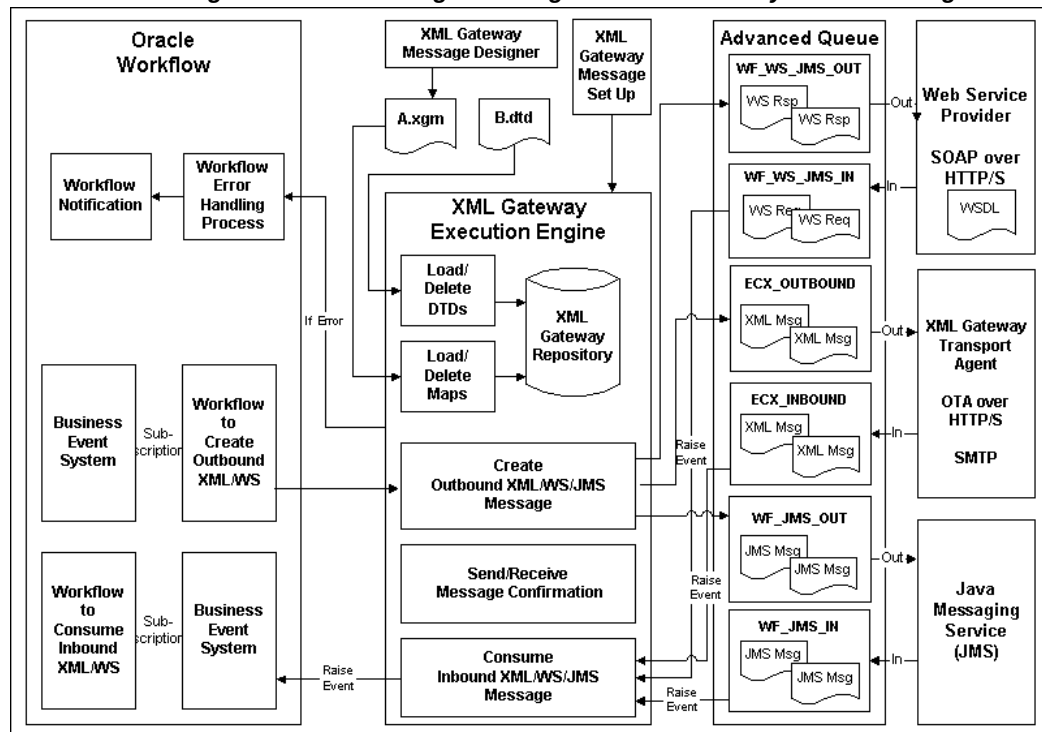 Oracle
Workflow
Workflow
Notification
Workflow
Error
Handling
Process
If Error
Business
Event
System
Sub-
scription
Workflow
to
Create
Outbound
XML/WS
Workflow
to
Consume
Inbound
XML/WS
Sub-
scription
Business
Event
System
Raise
Event
XML Gateway
Message Designer
XML
Gateway
Message
Set Up
A.xgm
B.dtd
XML Gateway
Execution Engine
Load/
Delete
DTDs
XML
Gateway
Repository
Load/
Delete
Maps
Create
Outbound XML/WS/JMS
Message
Send/Receive
Message Confirmation
Consume
Inbound XML/WS/JMS
Message
Raise
Event
Raise
Event
Raise
Event
Advanced Queue
WF_WS_JMS_OUT
WS Rsp
WS Rsp
Out
WF_WS_JMS_IN
WS Req
WS Req
In
ECX_OUTBOUND
XML Msg
XML Msg
Out
ECX_INBOUND
XML Msg
XML Msg
In
WF_JMS_OUT
JMS Msg
JMS Msg
Out
WF_JMS_IN
JMS Msg
JMS Msg
In
Web Service
Provider
SOAP over
HTTP/S
WSDL
XML Gateway
Transport
Agent
OTA over
HTTP/S
SMTP
Java
Messaging
Service
(JMS)